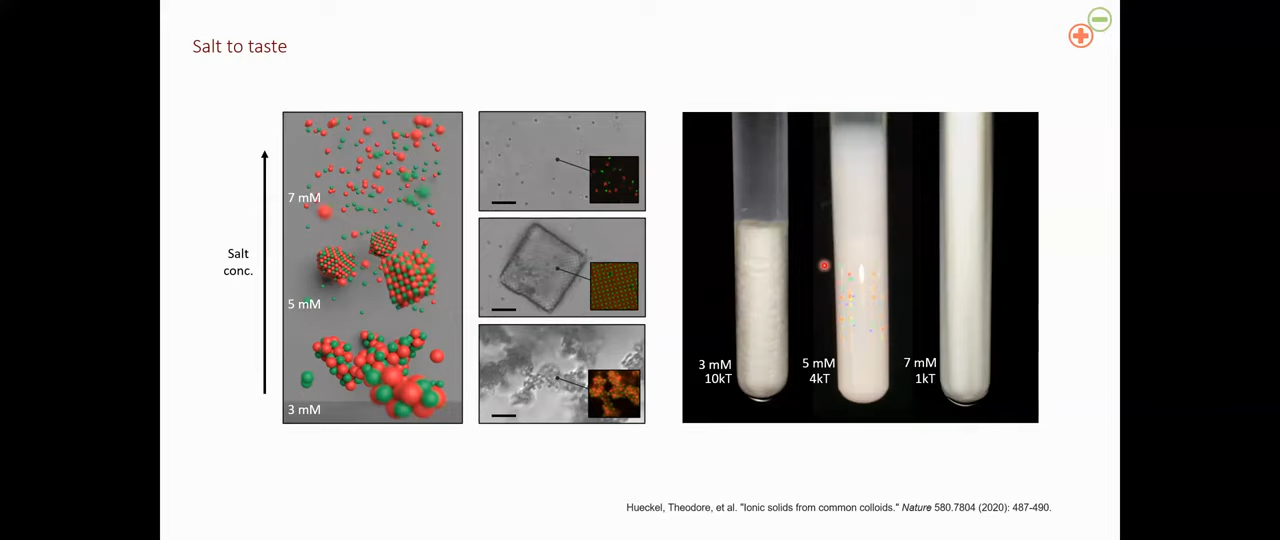 Salt to taste
Salt
conc.
7 mM
5 mM
3 mM
3 mM
10kT
5 mM
4kT
7 mM
1kT
Hueckel, Theodore, et al. "Ionic solids from common colloids." Nature 580.7804 (2020): 487-490.